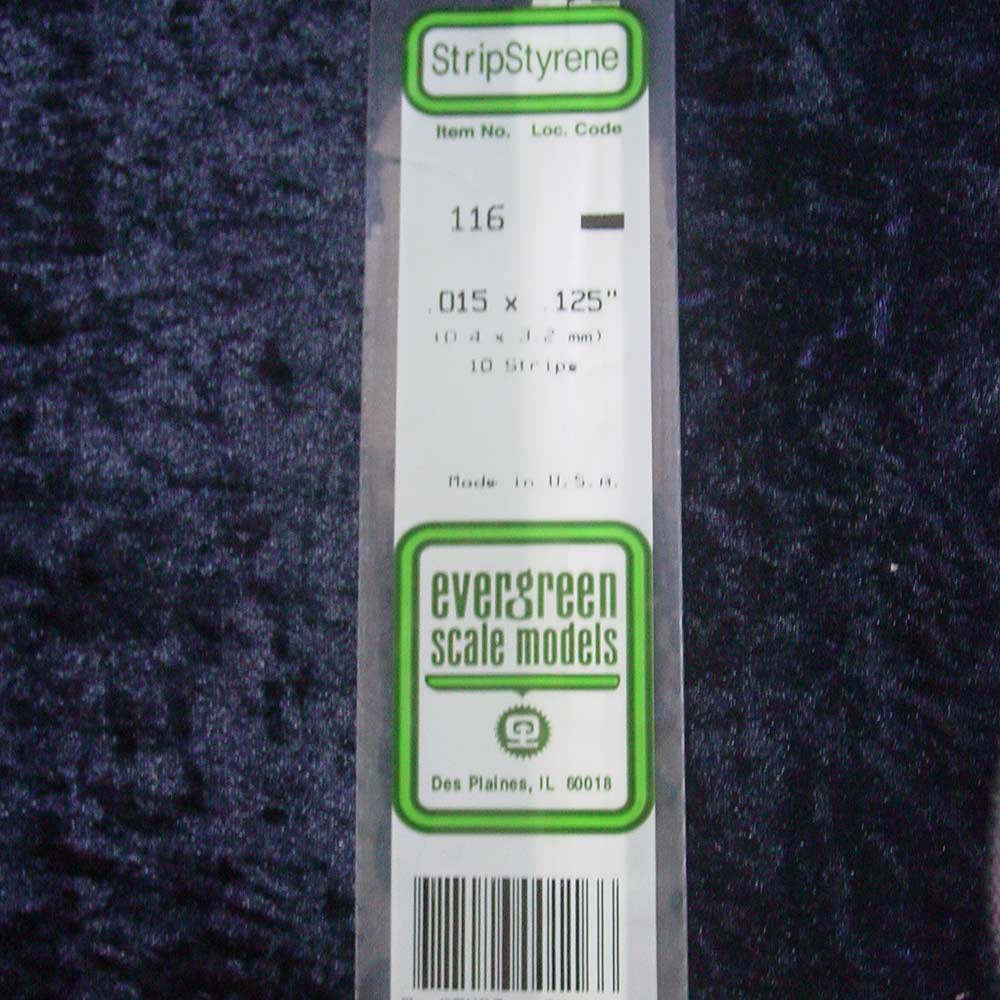 StripStyrene
Item No. Loc. Code
116
.015 x .125"
(0.4 x 3.2 mm)
10 Strips
Made in U.S.A.
evergreen
scale models
Des Plaines, IL 60018